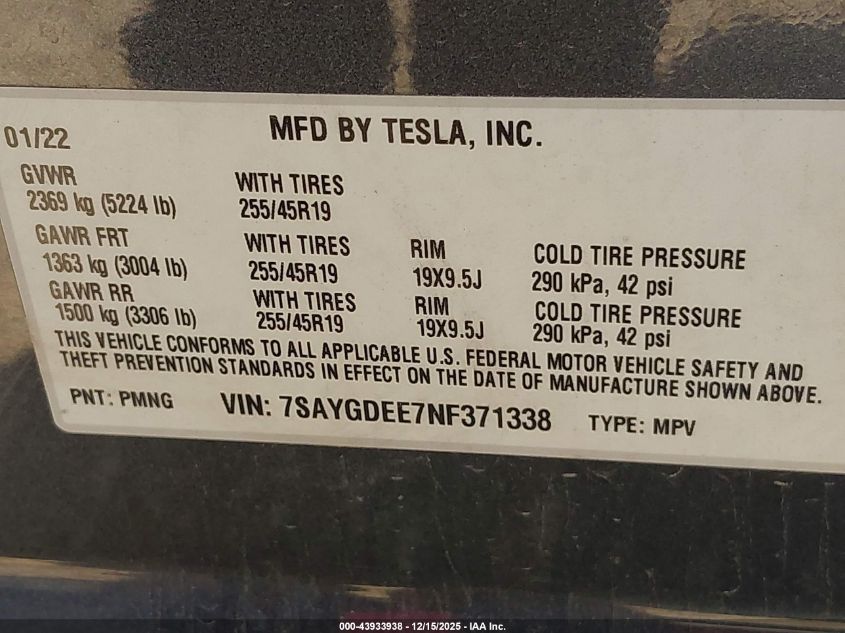 01/22 MFD BY TESLA, INC.
GVWR WITH TIRES
2369 kg (5224 lb) 255/45R19
GAWR FRT WITH TIRES RIM COLD TIRE PRESSURE
1363 kg (3004 lb) 255/45R19 19X9.5J 290 kPa, 42 psi
GAWR RR WITH TIRES RIM COLD TIRE PRESSURE
1500 kg (3306 lb) 255/45R19 19X9.5J 290 kPa, 42 psi
THIS VEHICLE CONFORMS TO ALL APPLICABLE U.S. FEDERAL MOTOR VEHICLE SAFETY AND
THEFT PREVENTION STANDARDS IN EFFECT ON THE DATE OF MANUFACTURE SHOWN ABOVE.
PNT: PMNG VIN: 7SAYGDEE7NF371338 TYPE: MPV
000-43933938 - 12/15/2025 - IAA Inc.